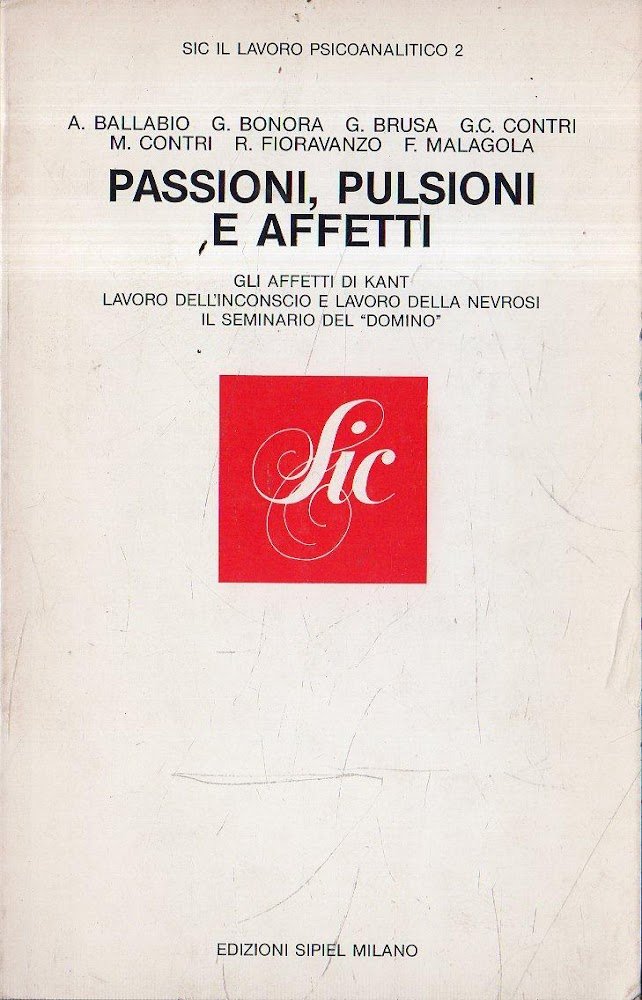 SIC IL LAVORO PSICOANALITICO 2
A. BALLABIO G. BONORA G. BRUSA G.C. CONTRI
M. CONTRI R. FIORAVANZO F. MALAGOLA
PASSIONI, PULSIONI
E AFFETTI
GLI AFFETTI DI KANT
LAVORO DELL'INCONSCIO E LAVORO DELLA NEVROSI
IL SEMINARIO DEL "DOMINO"
Sic
EDIZIONI SIPIEL MILANO